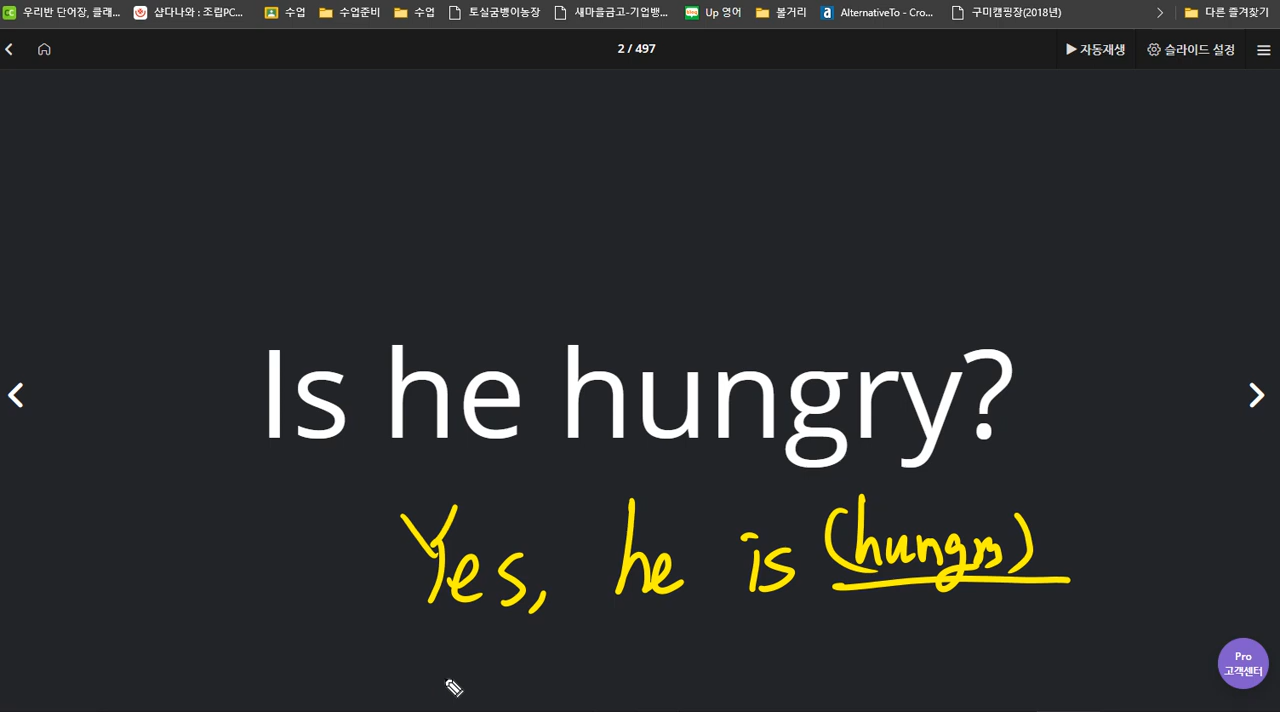 우리반 단어장, 클래... 샵다나와 : 조립PC... 수업 수업준비 수업 토실굼벵이농장 새마을금고-기업뱅... Up 영어 볼거리 AlternativeTo - Cro... 구미캠핑장(2018년) 다른 즐겨찾기
2 / 497 자동재생 슬라이드 설정
Is he hungry?
Yes, he is (hungry)
Pro
고객센터